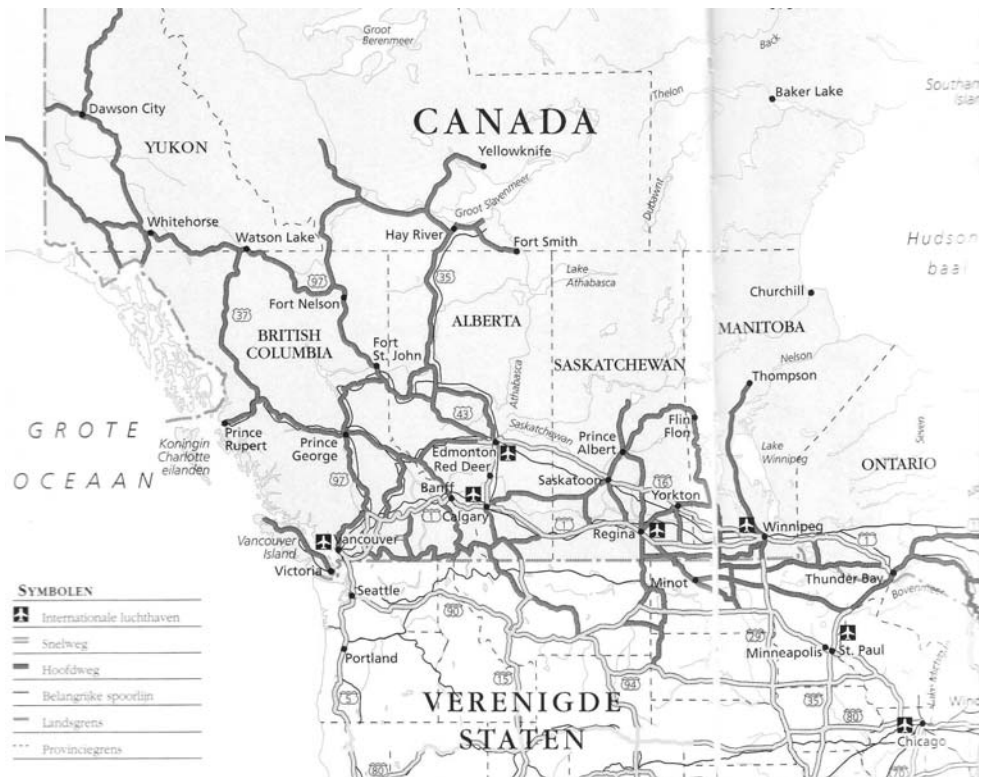 Groot
Berenmeer
Back
Thelon
Baker Lake
Southam
Dawson City
CANADA
YUKON
Yellowknife
Groot Slavenmeer
Dubawnt
Whitehorse
Watson Lake
Hay River
Fort Smith
Hudson
baai
97
35
Lake
Athabasca
Fort Nelson
Churchill
37
BRITISH
COLUMBIA
ALBERTA
MANITOBA
Fort
St. John
SASKATCHEWAN
Nelson
Athabasca
Thompson
43
Saskatchewan
GROTE
OCEAAN
Koningin
Charlotte
eilanden
Prince
Rupert
Prince
George
Edmonton
Red Deer
Prince
Albert
Flin
Flon
Lake
Winnipeg
Seven
ONTARIO
97
Banff
Saskatoon
16
Yorkton
1
Calgary
1
Regina
Winnipeg
1
Vancouver
Island
Vancouver
Victoria
Minot
Thunder Bay
Bovenmeer
Seattle
90
SYMBOLEN
Internationale luchthaven
Snelweg
Hoofdweg
Belangrijke spoorlijn
Landsgrens
Provinciegrens
Portland
5
15
94
Minneapolis
St. Paul
35
80
VERENIGDE
STATEN
Chicago
80